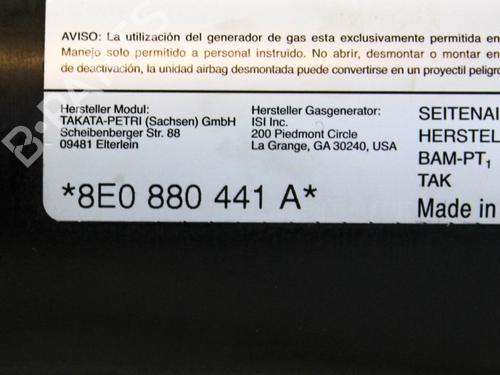 AVISO: La utilización del generador de gas esta exclusivamente permitida en
Manejo solo permitido a personal instruido. No abrir, desmontar o montar en
de deactivación, la unidad airbag desmontada puede convertirse en un proyectil peligro
Hersteller Modul:
TAKATA-PETRI (Sachsen) GmbH
Scheibenberger Str. 88
09481 Elterlein
Hersteller Gasgenerator:
ISI Inc.
200 Piedmont Circle
La Grange, GA 30240, USA
SEITENAI
HERSTEL
BAM-PT1
TAK
Made in
*8E0 880 441 A*
B-PARTS